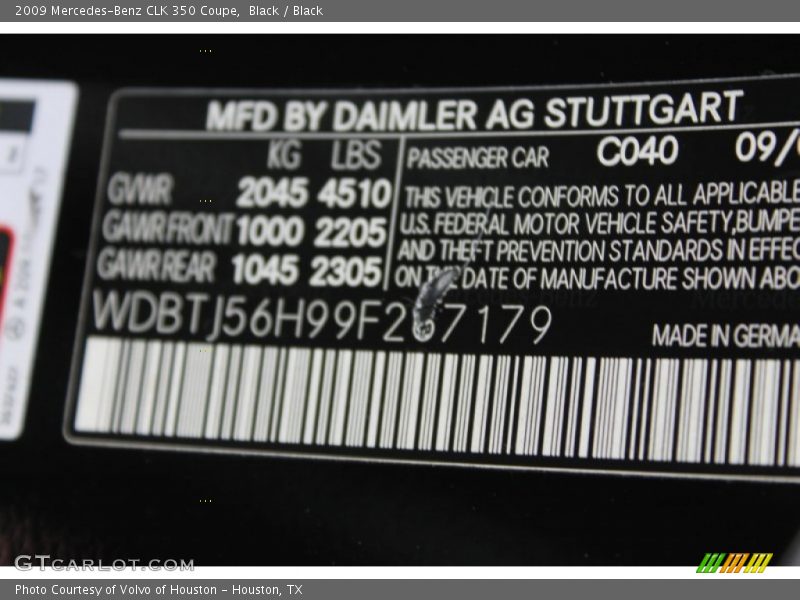 2009 Mercedes-Benz CLK 350 Coupe, Black / Black
MFD BY DAIMLER AG STUTTGART
KG LBS
GVWR 2045 4510
GAWR FRONT 1000 2205
GAWR REAR 1045 2305
PASSENGER CAR C040 09/
THIS VEHICLE CONFORMS TO ALL APPLICABLE
U.S. FEDERAL MOTOR VEHICLE SAFETY, BUMPE
AND THEFT PREVENTION STANDARDS IN EFFEC
ON THE DATE OF MANUFACTURE SHOWN ABO
WDBTJ56H99F2 7179
MADE IN GERMA
GTCARLOT.COM
Photo Courtesy of Volvo of Houston - Houston, TX